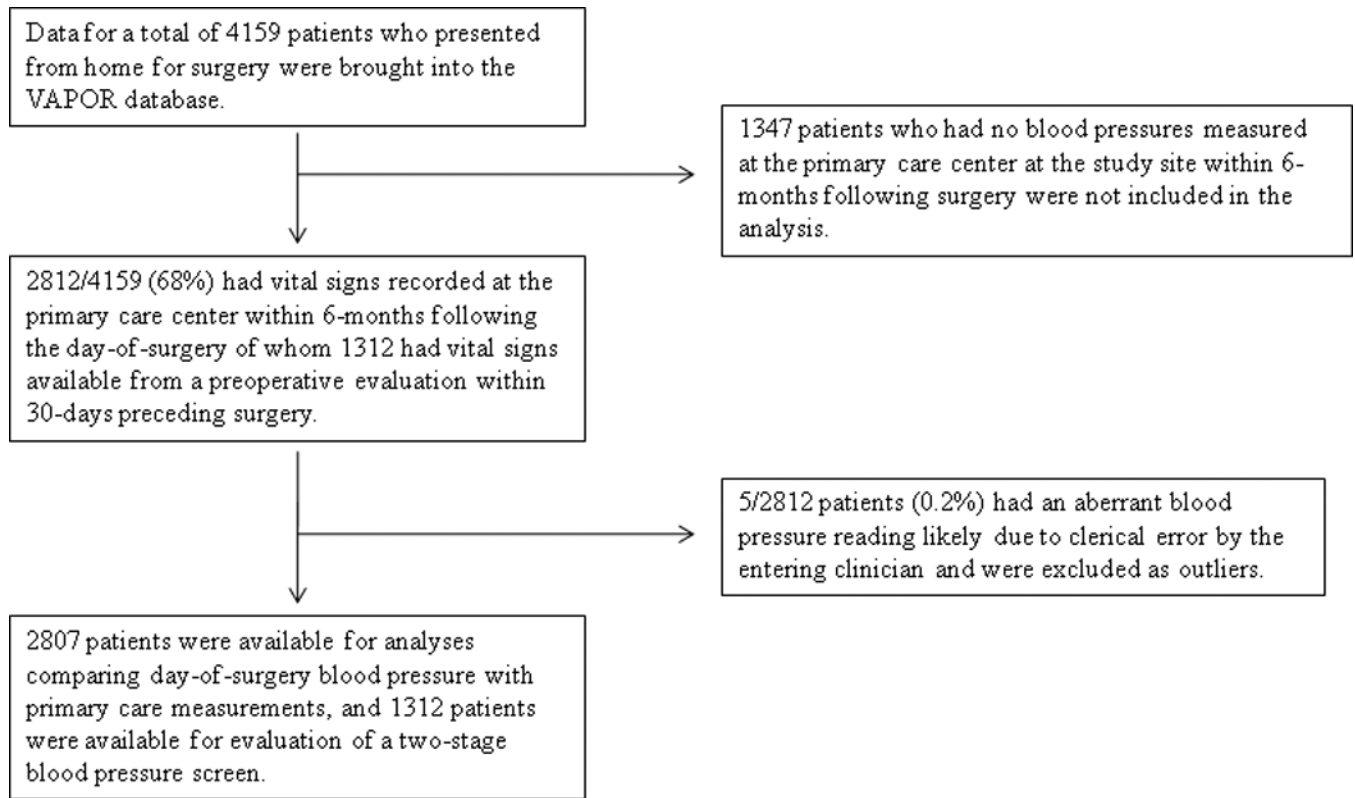 Data for a total of 4159 patients who presented
from home for surgery were brought into the
VAPOR database.
1347 patients who had no blood pressures measured
at the primary care center at the study site within 6-
months following surgery were not included in the
analysis.
2812/4159 (68%) had vital signs recorded at the
primary care center within 6-months following
the day-of-surgery of whom 1312 had vital signs
available from a preoperative evaluation within
30-days preceding surgery.
5/2812 patients (0.2%) had an aberrant blood
pressure reading likely due to clerical error by the
entering clinician and were excluded as outliers.
2807 patients were available for analyses
comparing day-of-surgery blood pressure with
primary care measurements, and 1312 patients
were available for evaluation of a two-stage
blood pressure screen.